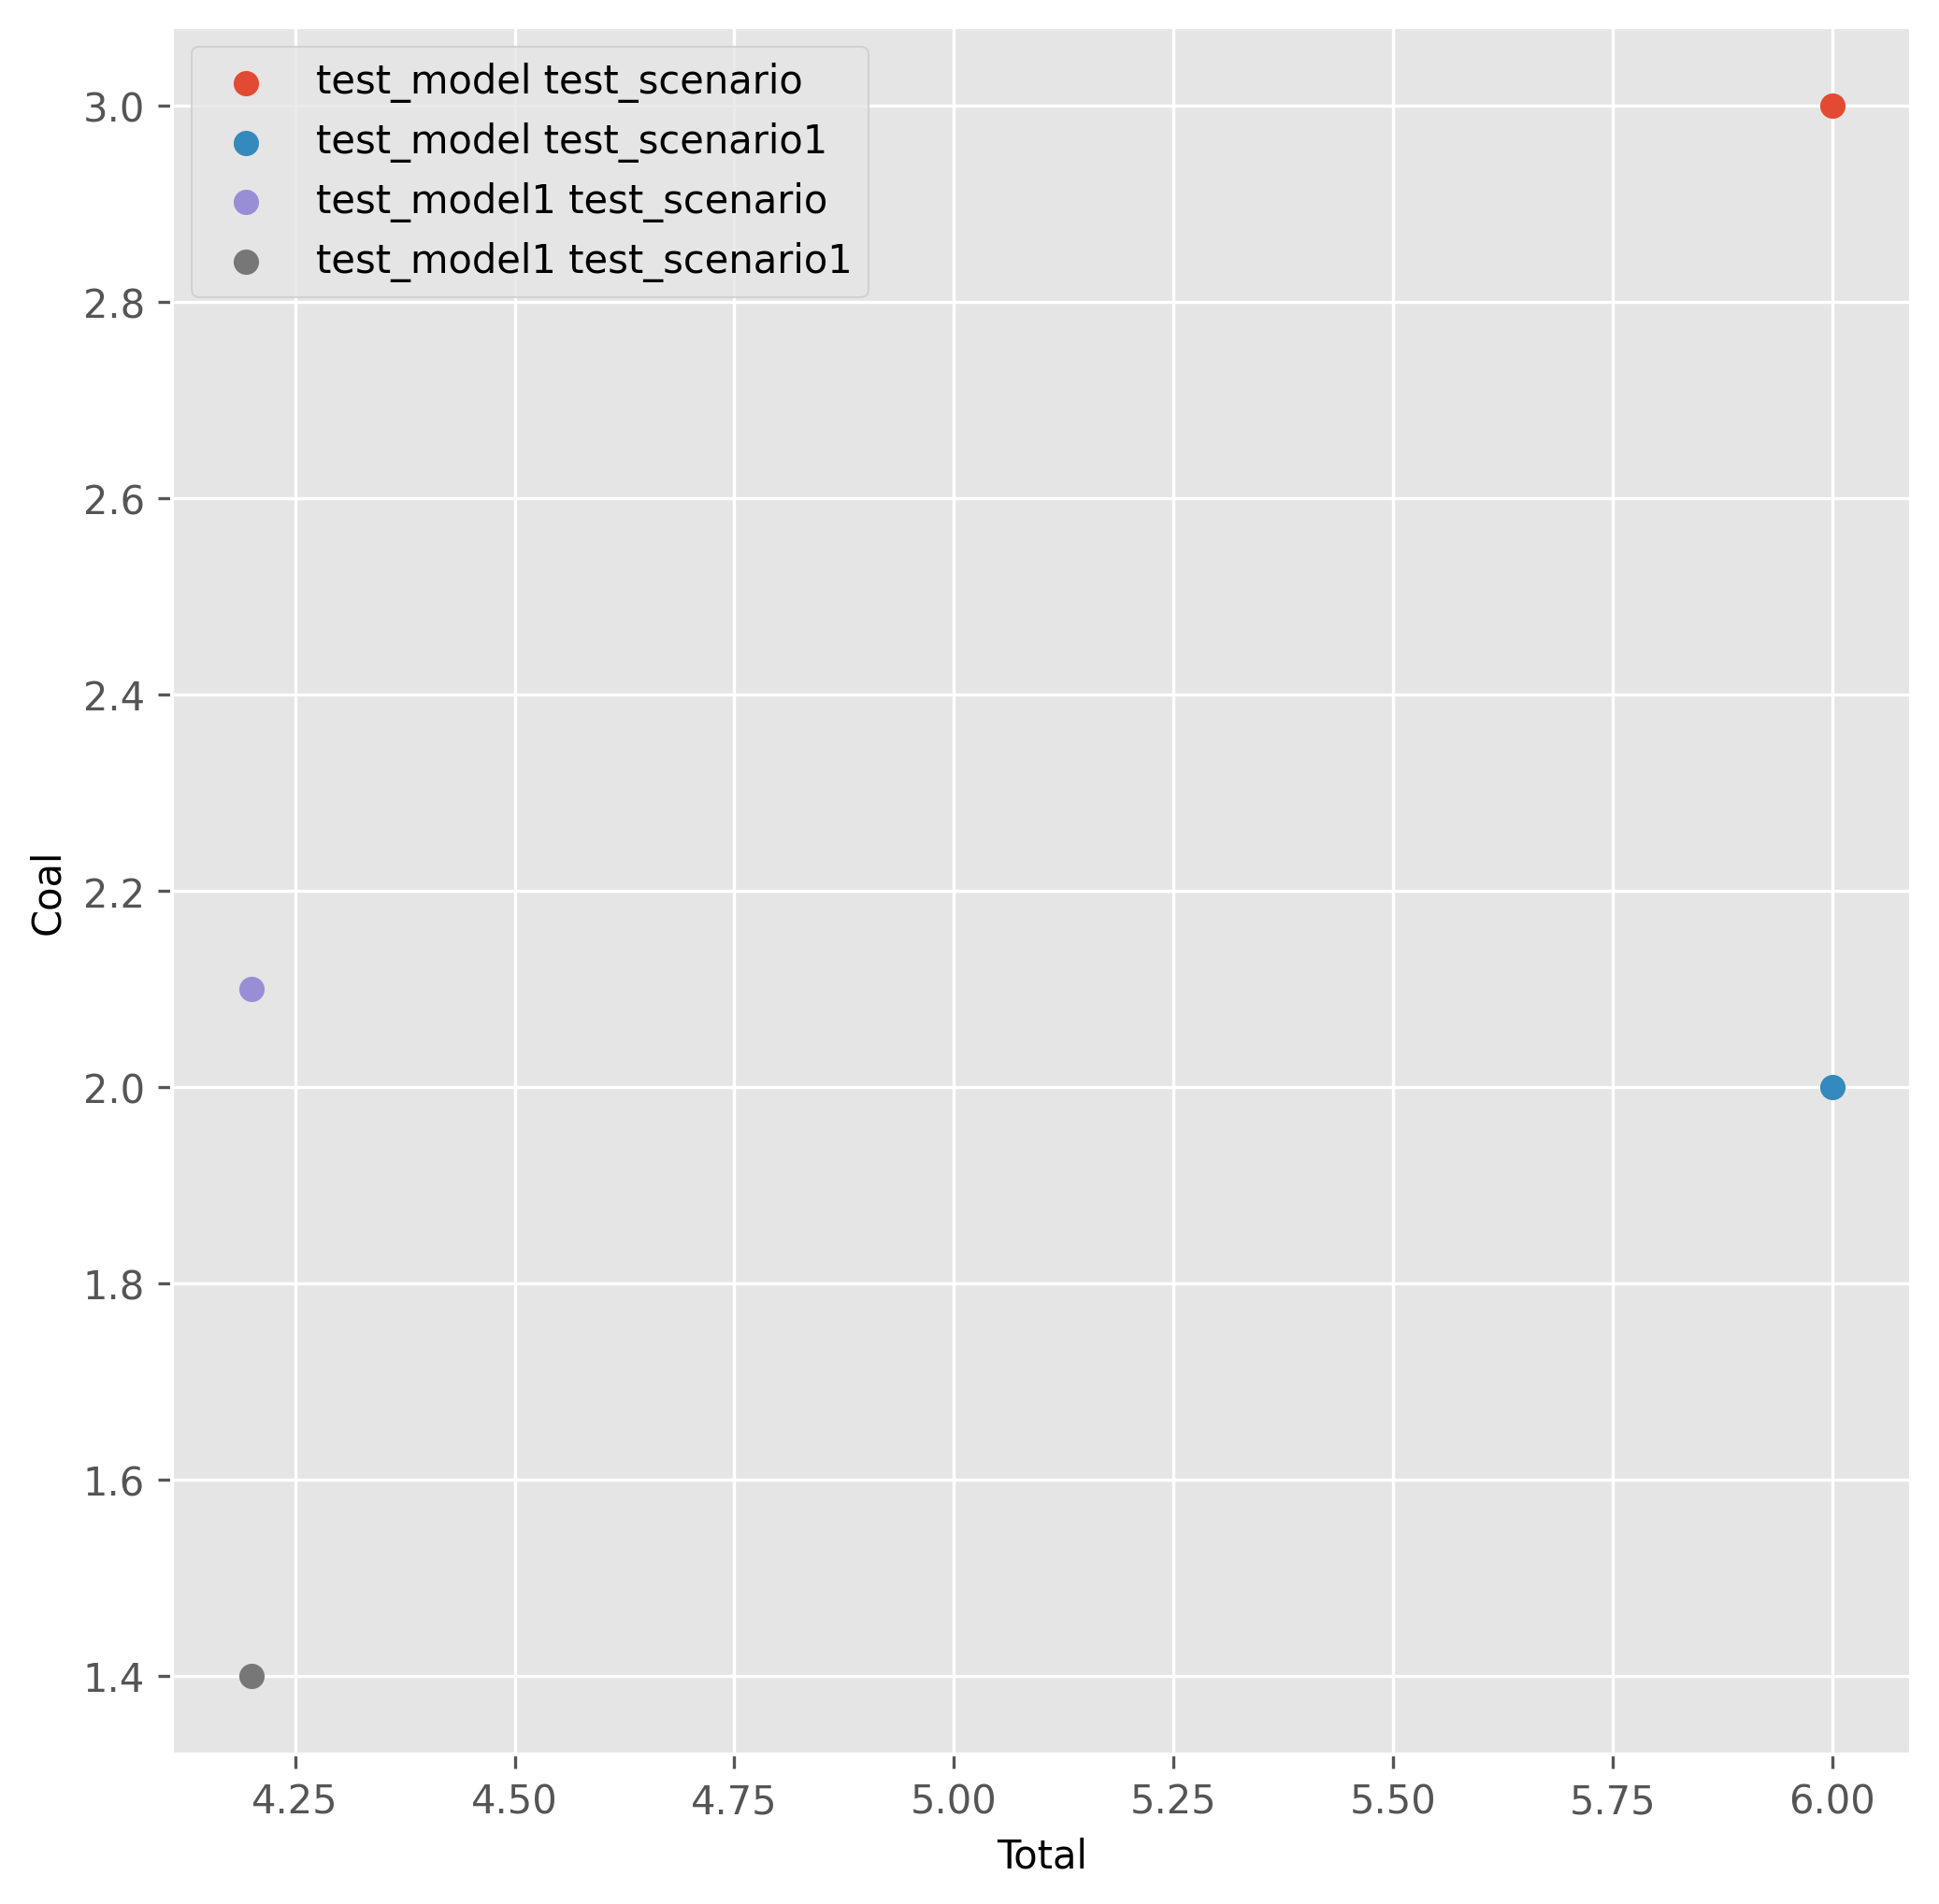 test_model test_scenario
test_model test_scenario1
test_model1 test_scenario
test_model1 test_scenario1
3.0
2.8
2.6
2.4
2.2
2.0
1.8
1.6
1.4
Coal
4.25 4.50 4.75 5.00 5.25 5.50 5.75 6.00
Total